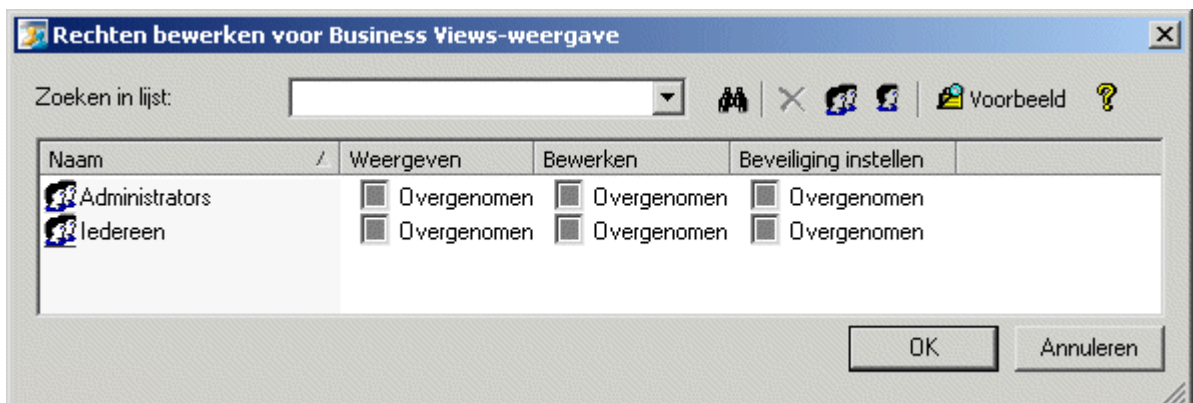 Rechten bewerken voor Business Views-weergave
Zoeken in lijst: Voorbeeld
Naam Weergeven Bewerken Beveiliging instellen
Administrators Overgenomen Overgenomen Overgenomen
Iedereen Overgenomen Overgenomen Overgenomen
OK Annuleren